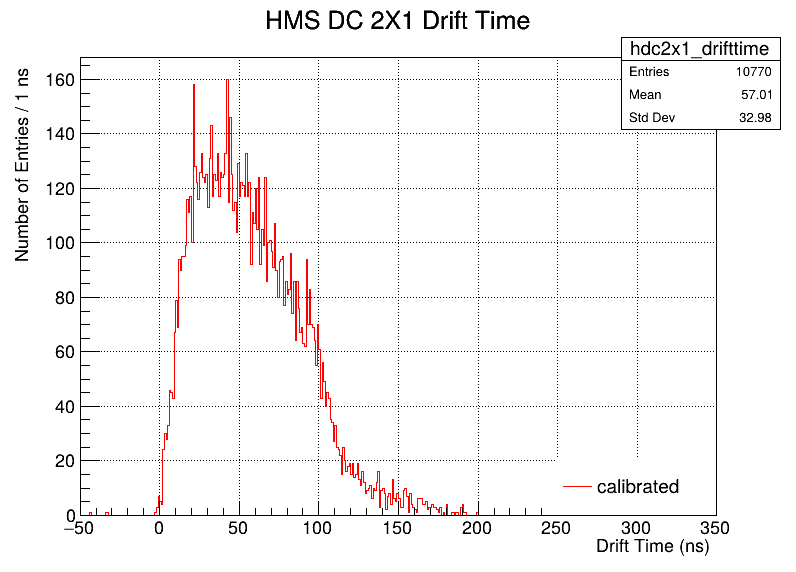 HMS DC 2X1 Drift Time
hdc2x1_drifttime
Entries 10770
Mean 57.01
Std Dev 32.98
Number of Entries / 1 ns
160
140
120
100
80
60
40
20
0
calibrated
−50 0 50 100 150 200 250 300 350
Drift Time (ns)